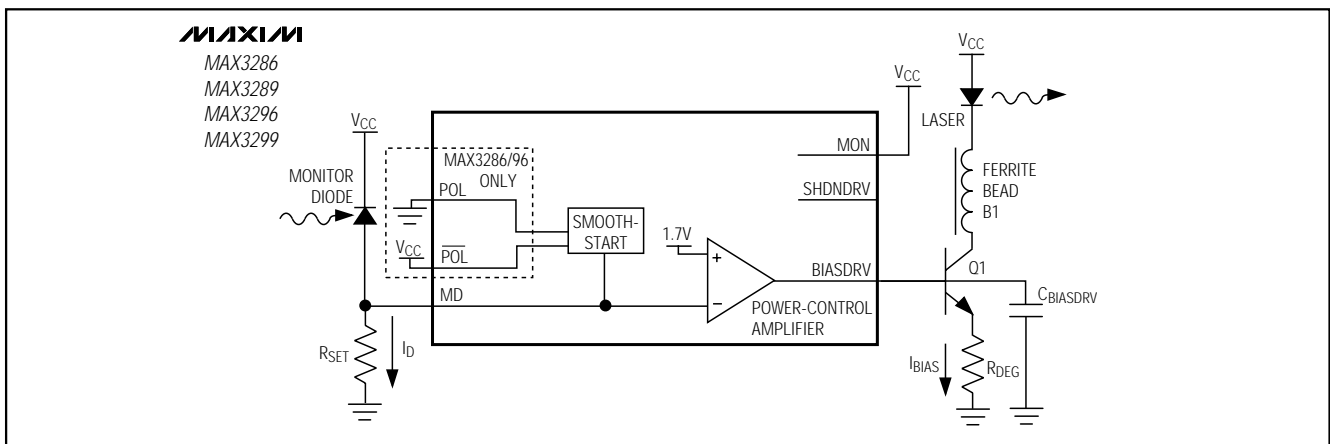 MAXIM
MAX3286
MAX3289
MAX3296
MAX3299
VCC
MONITOR
DIODE
RSET
ID
MAX3286/96
ONLY
POL
VCC
POL
MD
SMOOTH-
START
1.7V
+
−
POWER-CONTROL
AMPLIFIER
MON
SHDNDRV
BIASDRV
VCC
VCC
LASER
FERRITE
BEAD
B1
Q1
CBIASDRV
IBIAS
RDEG